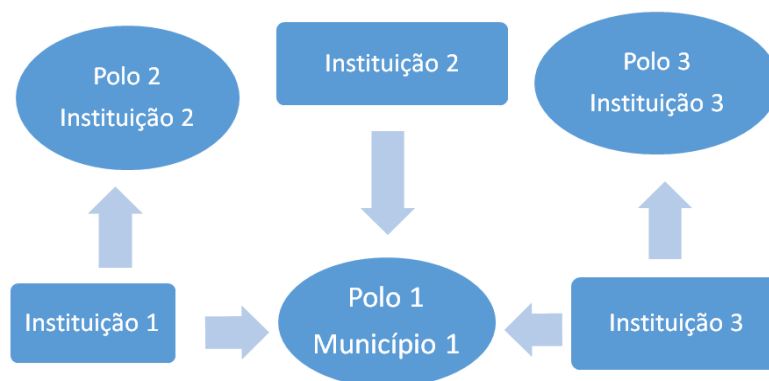 Polo 2
Instituição 2
Instituição 2
Polo 3
Instituição 3
Instituição 1
Polo 1
Município 1
Instituição 3